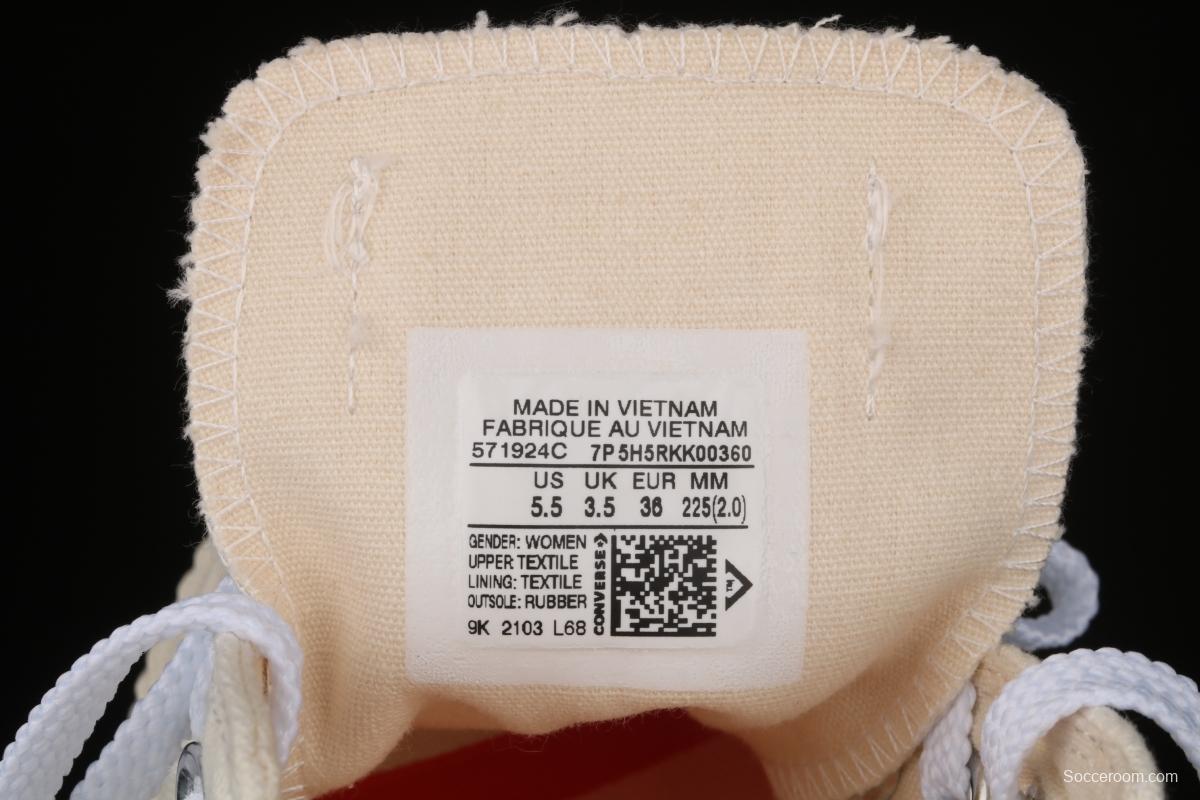 MADE IN VIETNAM
FABRIQUE AU VIETNAM
571924C 7P5H5RKK00360
US UK EUR MM
5.5 3.5 36 225(2.0)
GENDER: WOMEN
UPPER TEXTILE
LINING: TEXTILE
OUTSOLE: RUBBER
9K 2103 L68
CONVERSE
Socceroom.com